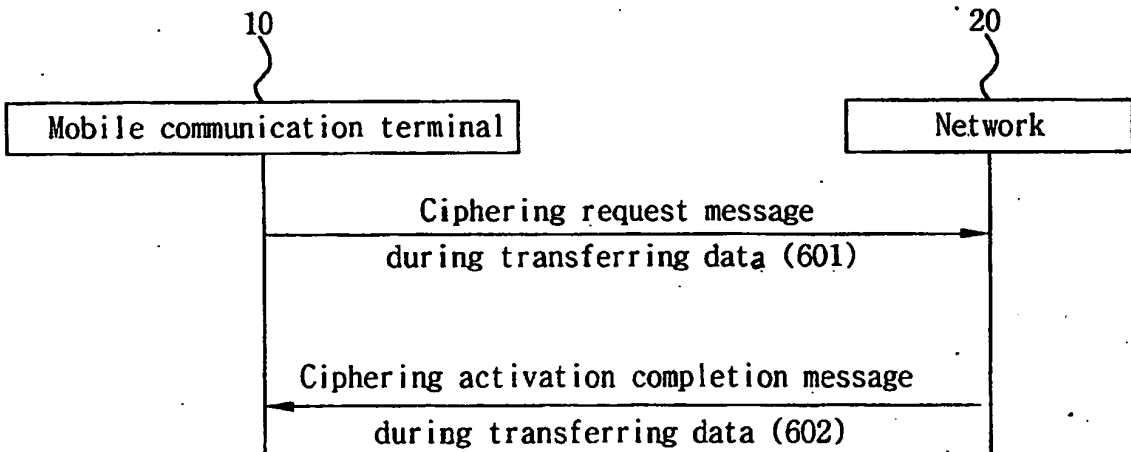 10
20
Mobile communication terminal
Network
Ciphering request message
during transferring data (601)
Ciphering activation completion message
during transferring data (602)